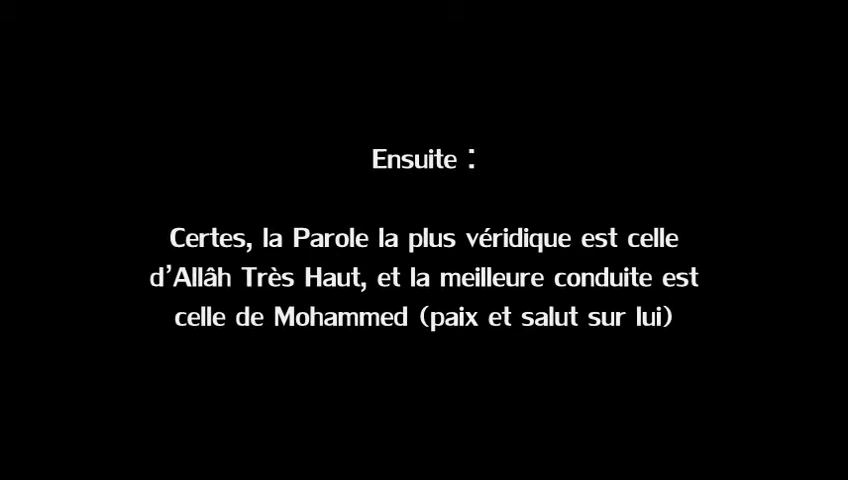 Ensuite :
Certes, la Parole la plus véridique est celle
d'Allâh Très Haut, et la meilleure conduite est
celle de Mohammed (paix et salut sur lui)